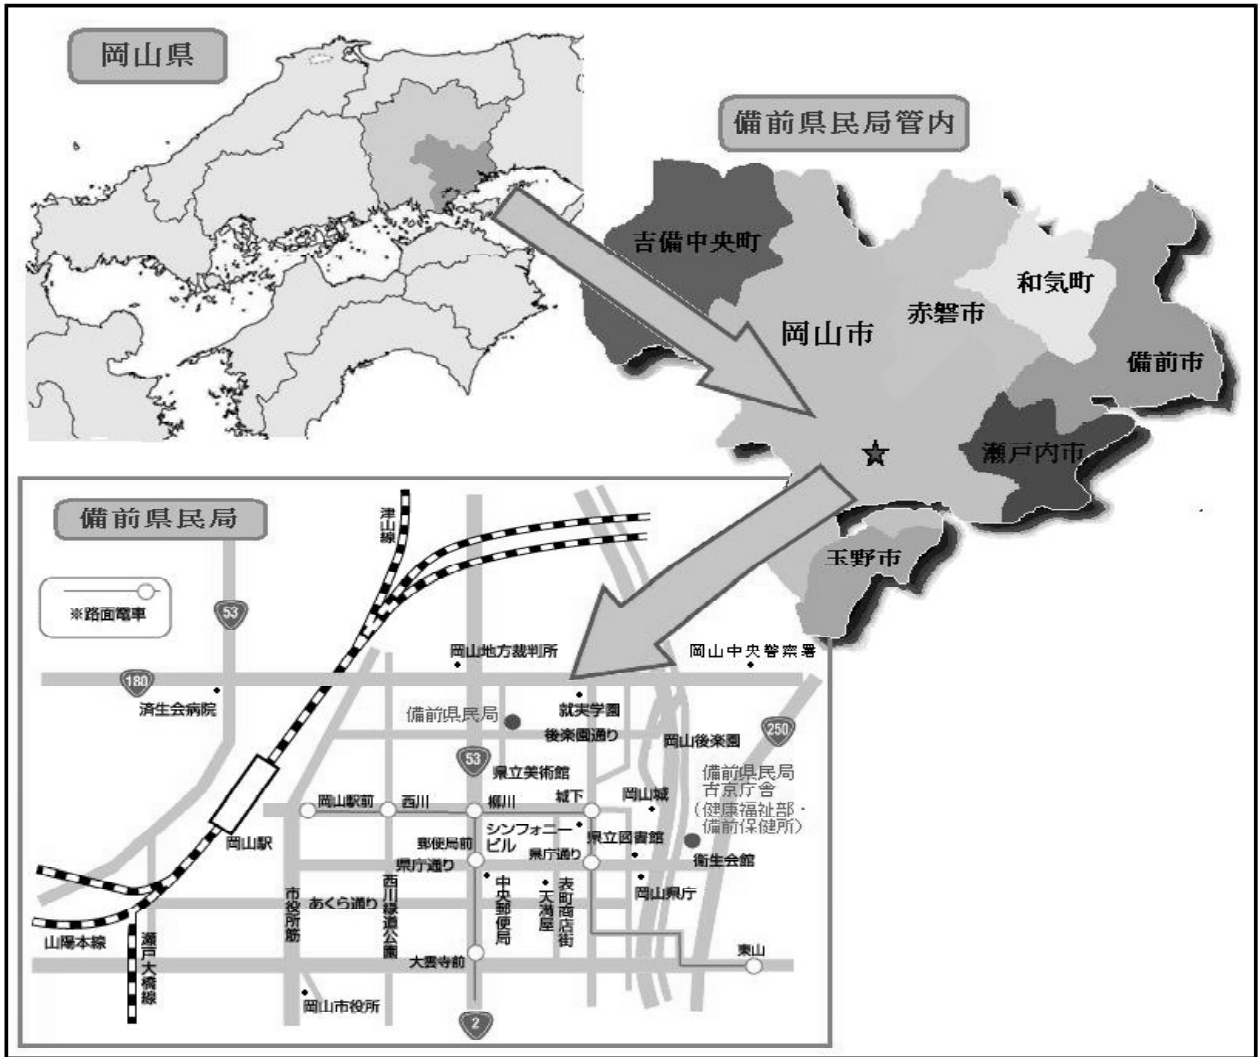 岡山県
備前県民局管内
吉備中央町
和気町
赤磐市
岡山市
備前市
瀬戸内市
玉野市
備前県民局
津山線
※路面電車
53
岡山地方裁判所
岡山中央警察署
180
済生会病院
就実学園
備前県民局
後楽園通り
岡山後楽園
250
53
県立美術館
備前県民局
古京庁舎
(健康福祉部・
備前保健所)
岡山駅前
西川
柳川
城下
岡山城
岡山駅
郵便局前
シンフォニー
ビル
県立図書館
県庁通り
県庁通り
衛生会館
岡山県庁
市役所筋
あくら通り
西川緑道公園
中央郵便局
天満屋
表町商店街
山陽本線
瀬戸大橋線
大雲寺前
東山
岡山市役所
2